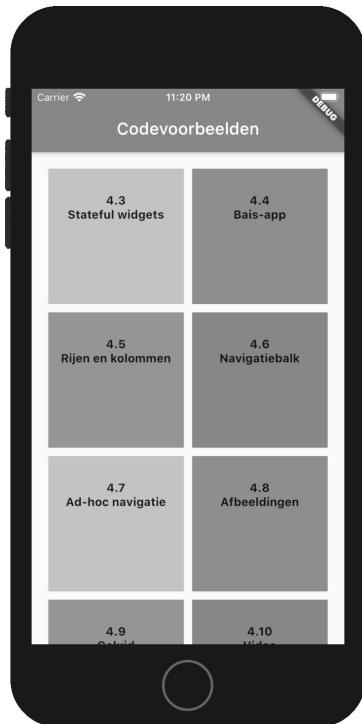 Carrier 11:20 PM
DEBUG
Codevoorbeelden
4.3
Stateful widgets
4.4
Bais-app
4.5
Rijen en kolommen
4.6
Navigatiebalk
4.7
Ad-hoc navigatie
4.8
Afbeeldingen
4.9
4.10